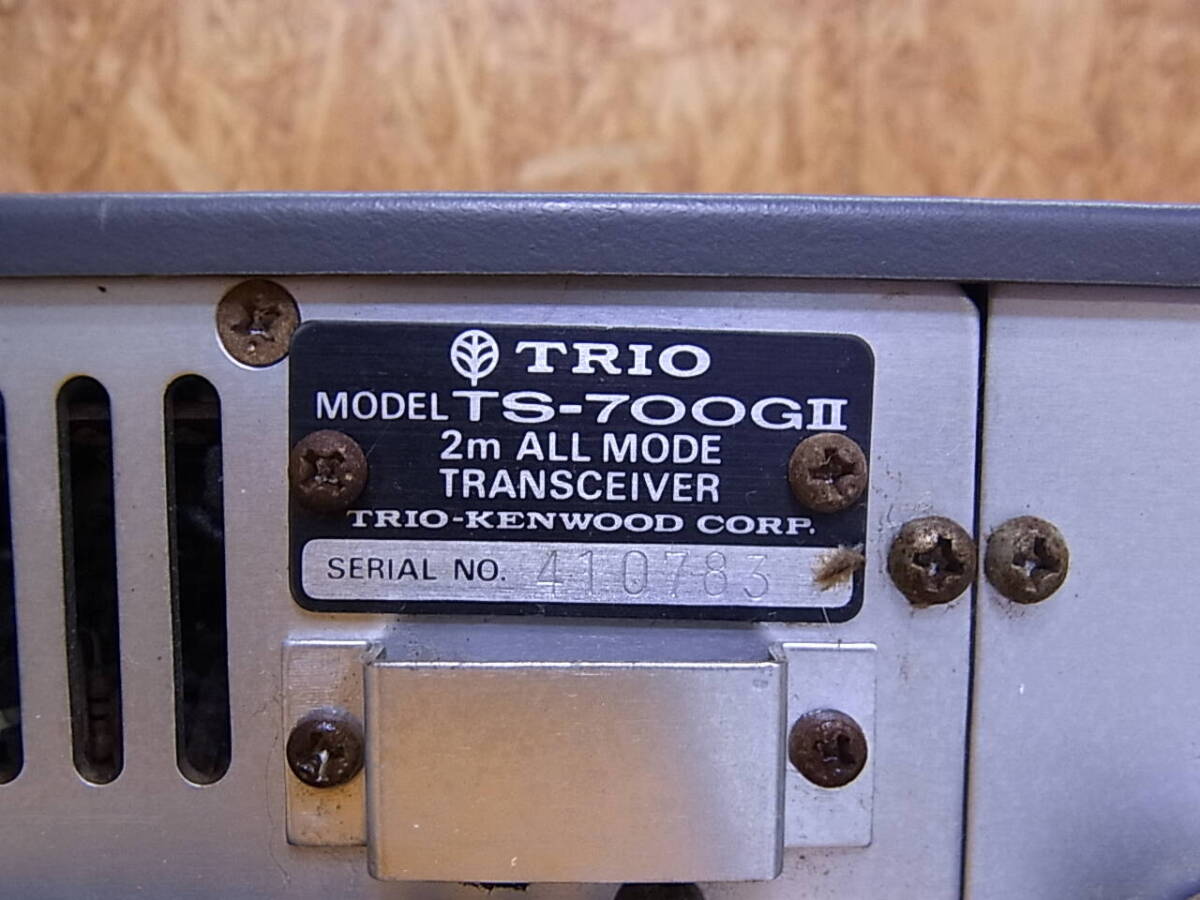 TRIO
MODEL TS-700GII
2m ALL MODE
TRANSCEIVER
TRIO-KENWOOD CORP.
SERIAL NO. 410783